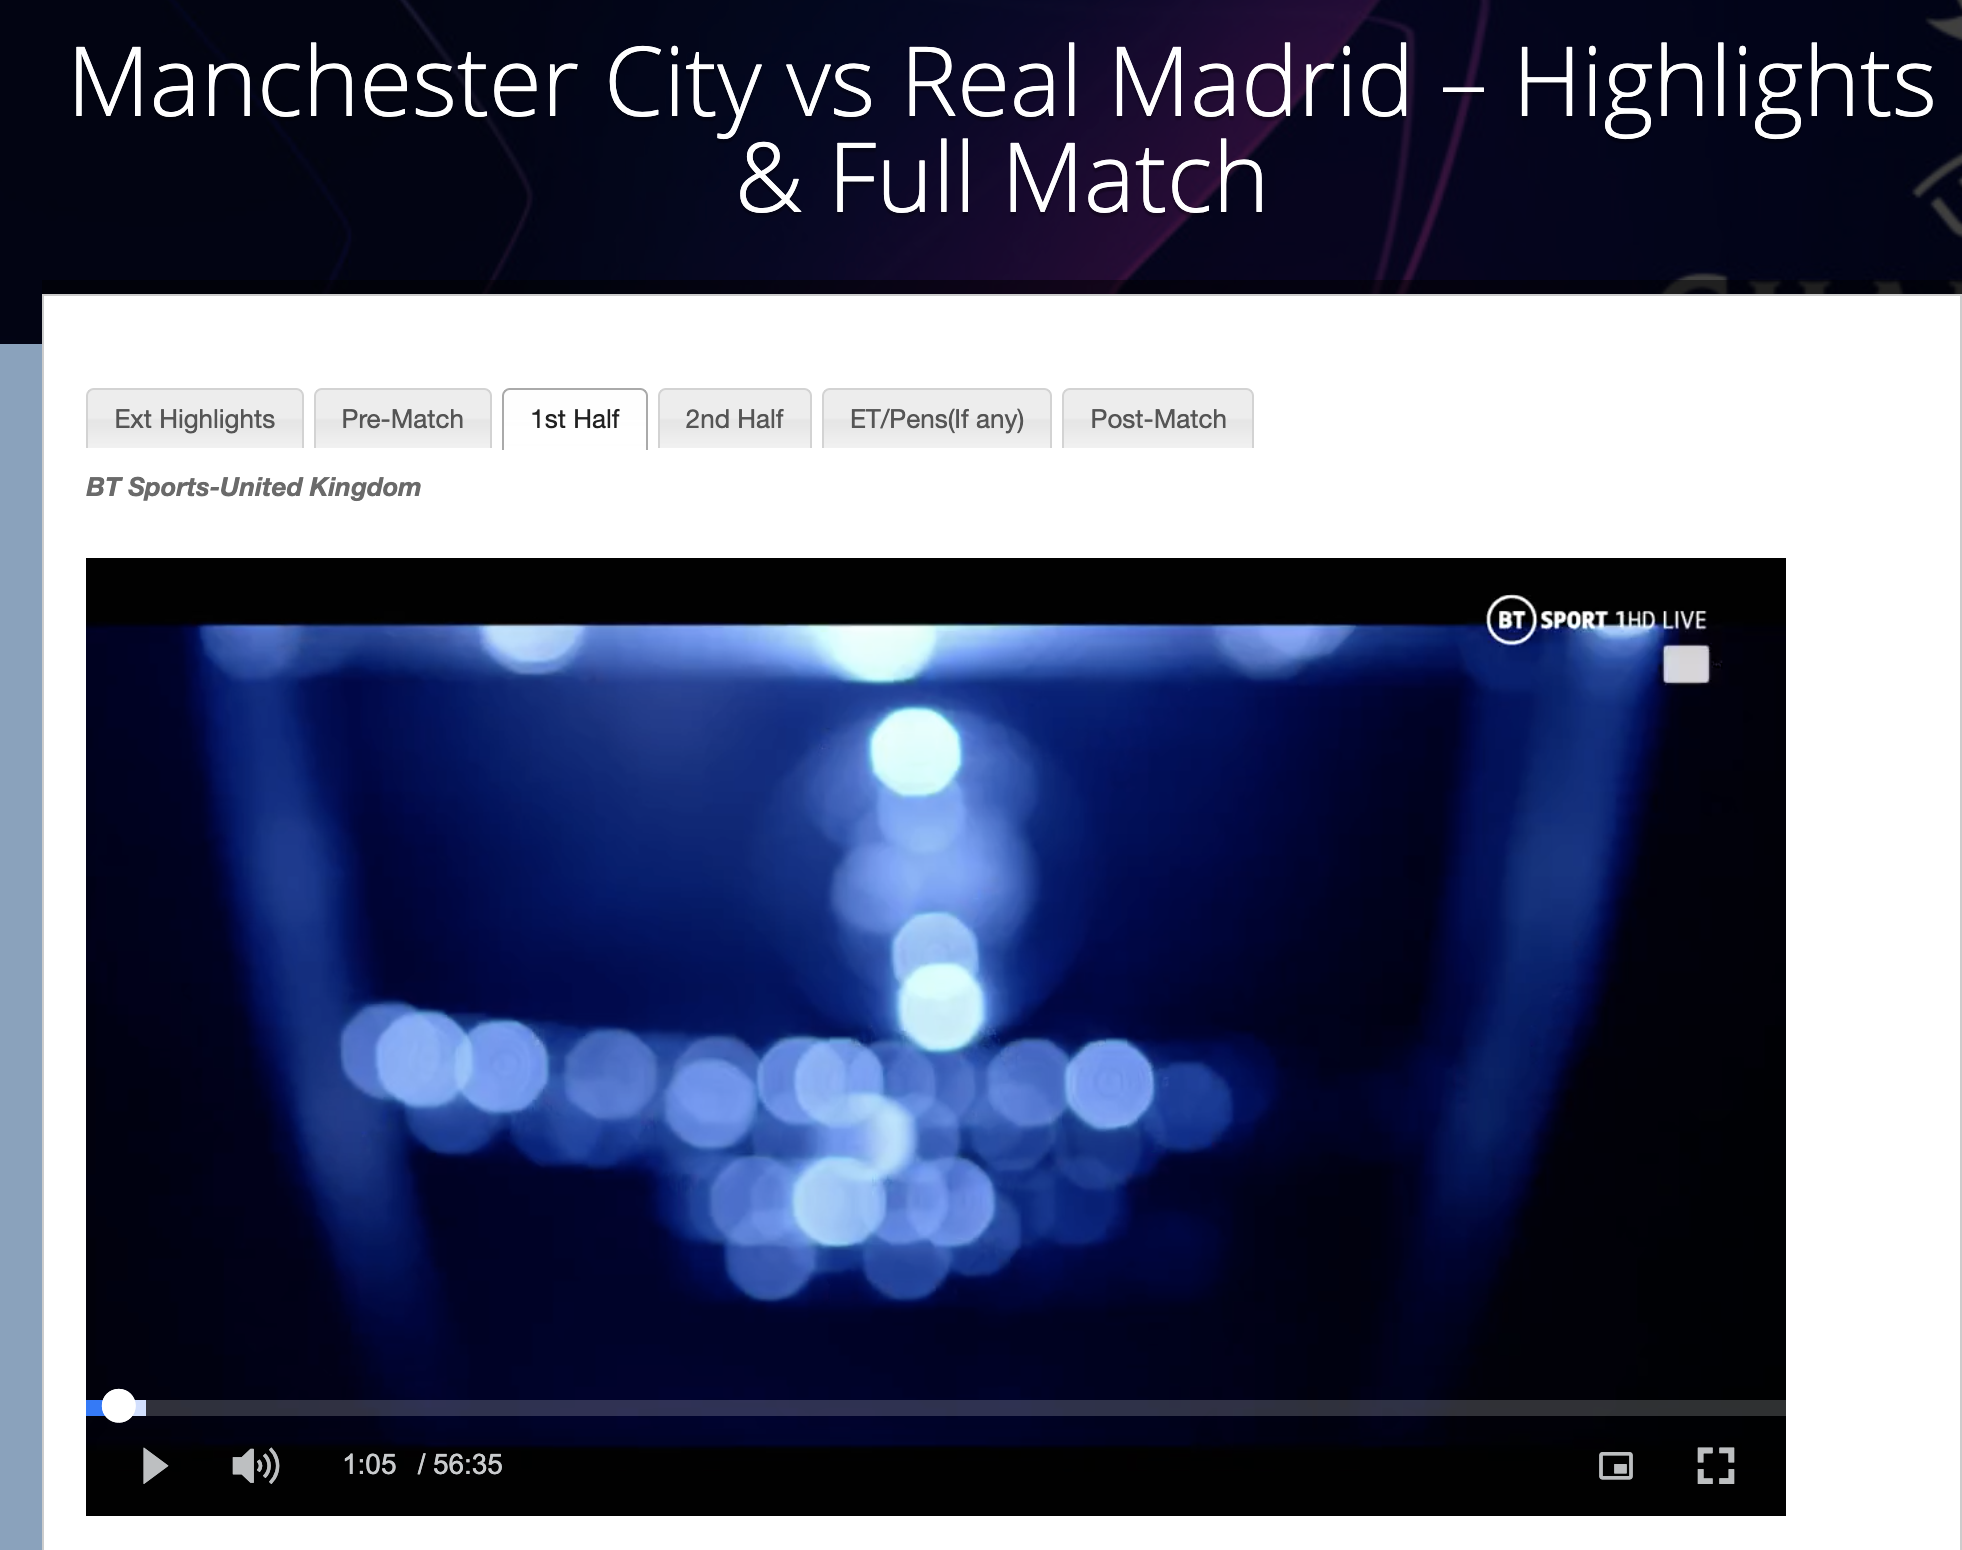 Manchester City vs Real Madrid – Highlights
& Full Match
Ext Highlights
Pre-Match
1st Half
2nd Half
ET/Pens(If any)
Post-Match
BT Sports-United Kingdom
BT SPORT 1HD LIVE
1:05 / 56:35